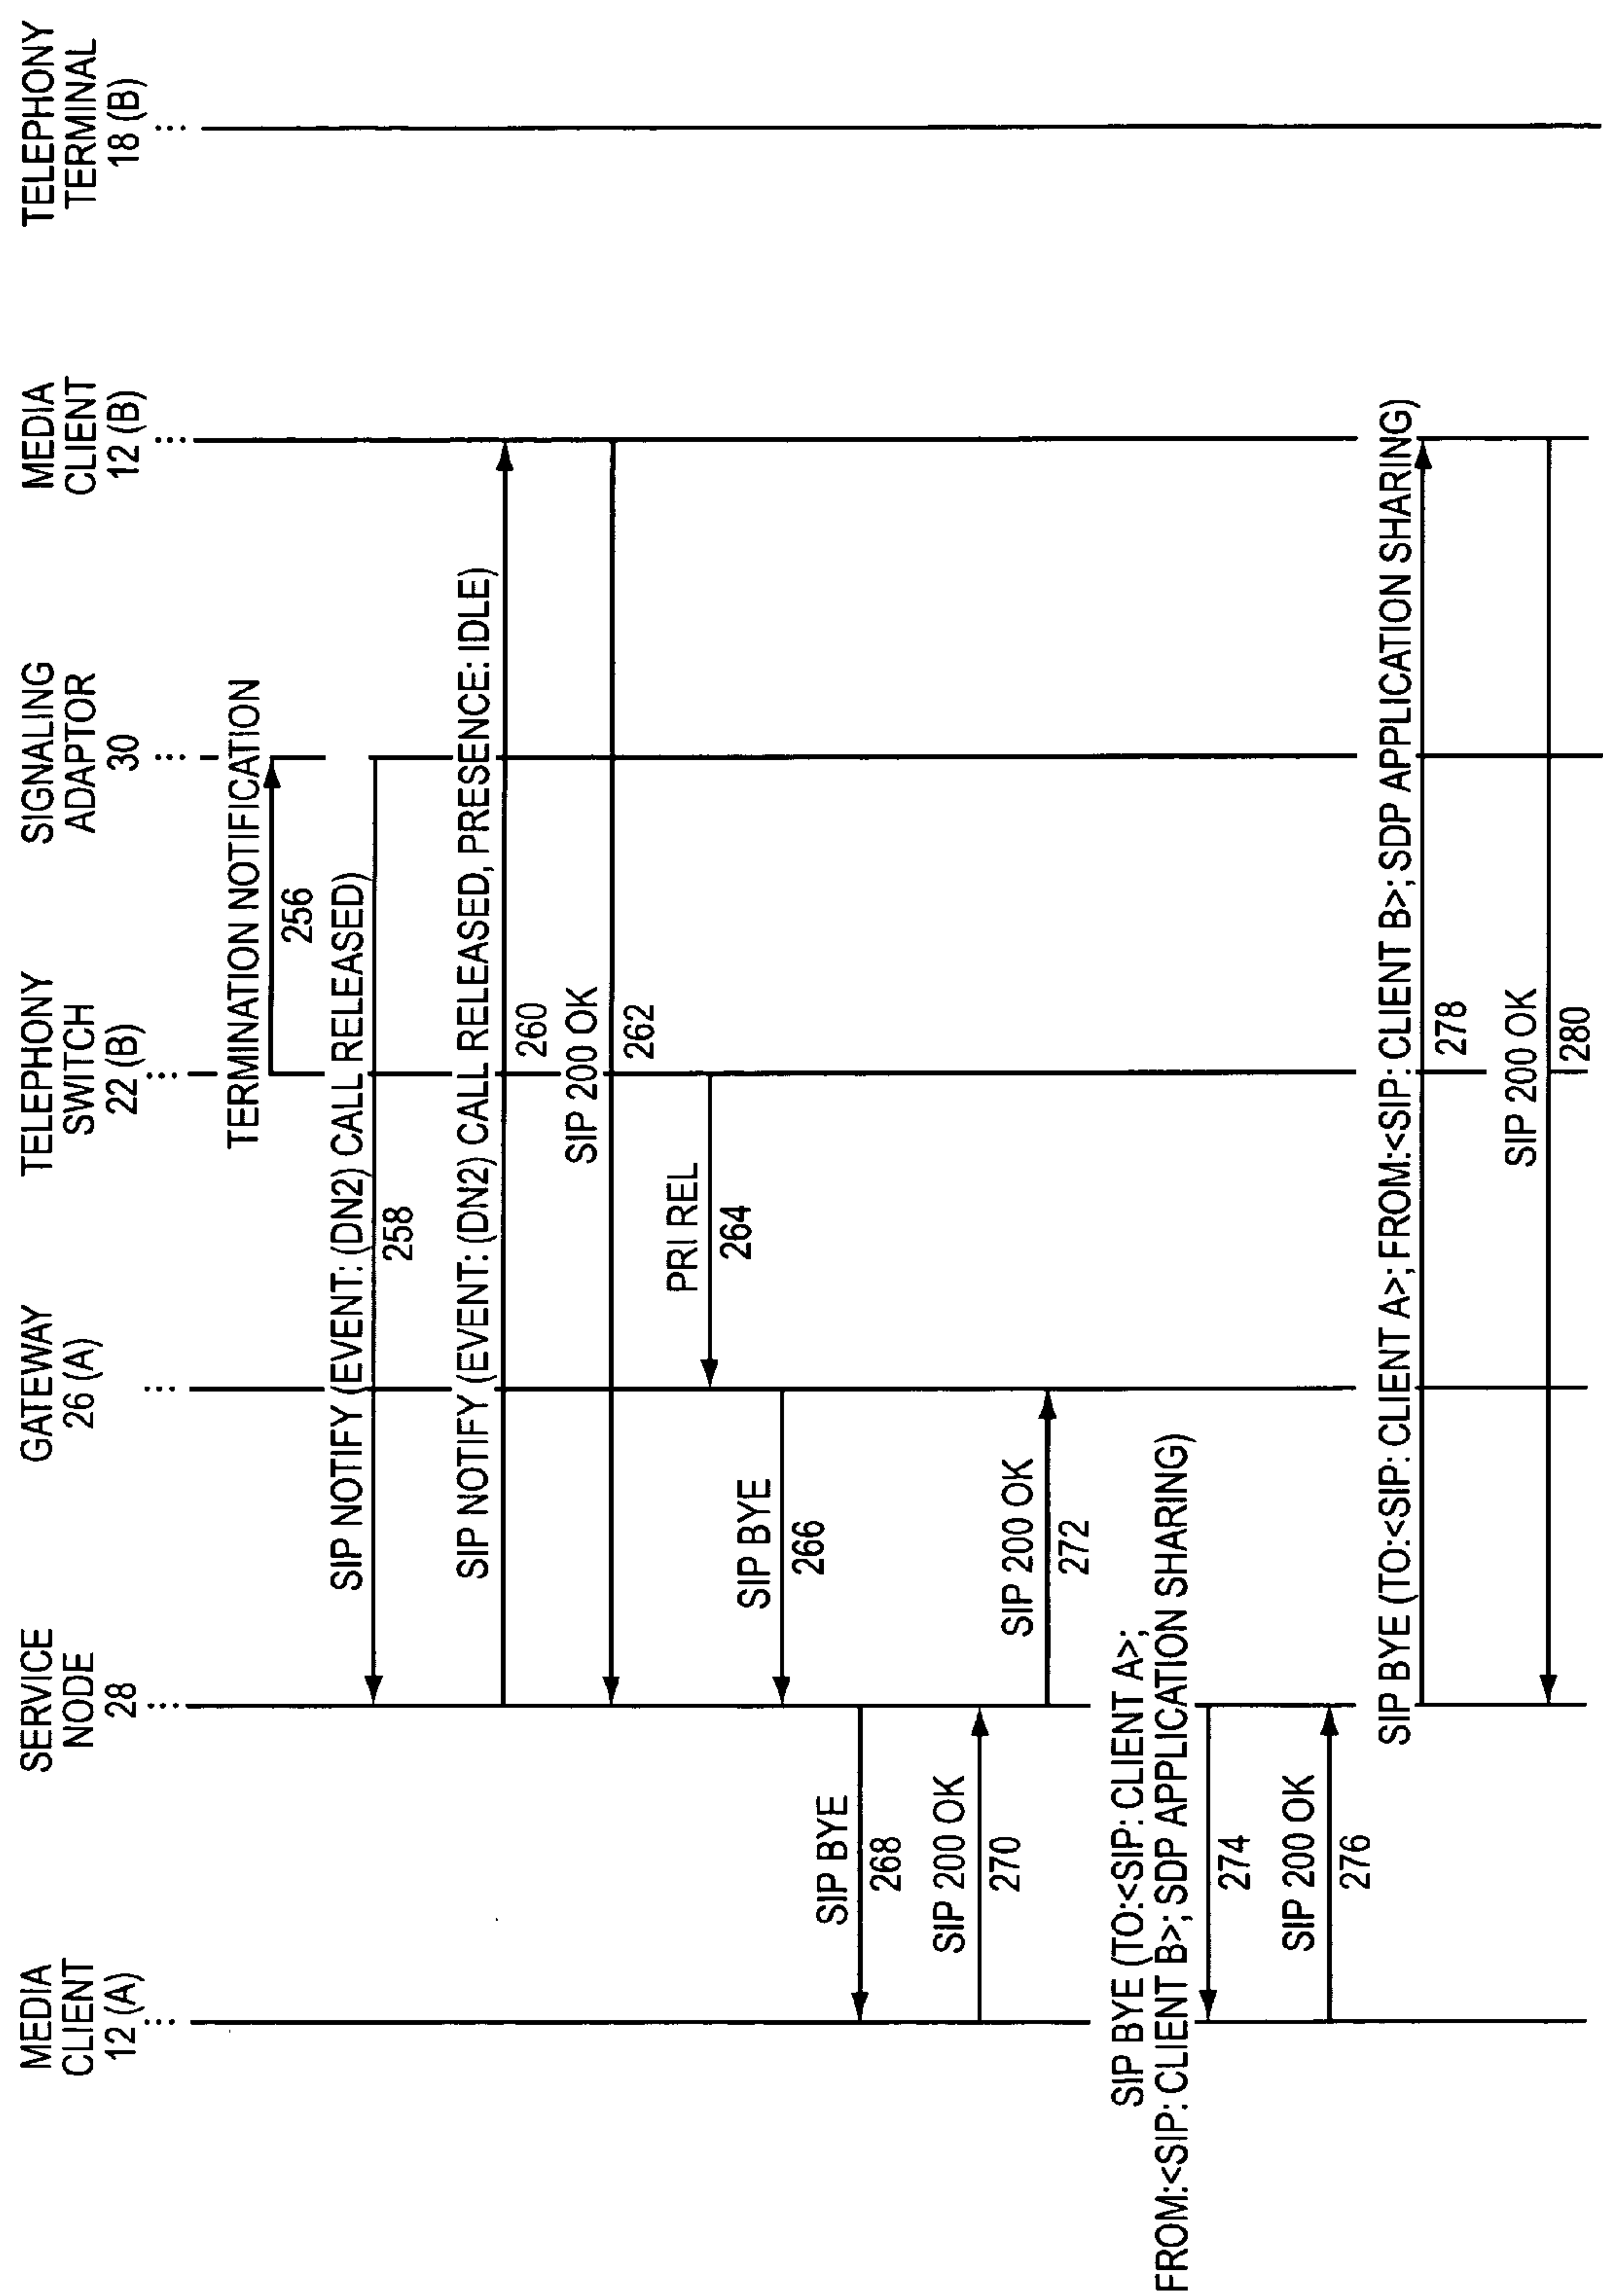 MEDIA
CLIENT
12 (A)
SERVICE
NODE
28
GATEWAY
26 (A)
TELEPHONY
SWITCH
22 (B)
SIGNALING
ADAPTOR
30
MEDIA
CLIENT
12 (B)
TELEPHONY
TERMINAL
18 (B)
TERMINATION NOTIFICATION
256
SIP NOTIFY (EVENT: (DN2) CALL RELEASED)
258
SIP NOTIFY (EVENT: (DN2) CALL RELEASED, PRESENCE: IDLE)
260
SIP 200 OK
262
PRI REL
264
SIP BYE
266
SIP BYE
268
SIP 200 OK
270
SIP 200 OK
272
SIP BYE (TO:<SIP: CLIENT A>;
FROM:<SIP: CLIENT B>; SDP APPLICATION SHARING)
274
SIP 200 OK
276
SIP BYE (TO:<SIP: CLIENT A>; FROM:<SIP: CLIENT B>; SDP APPLICATION SHARING)
278
SIP 200 OK
280